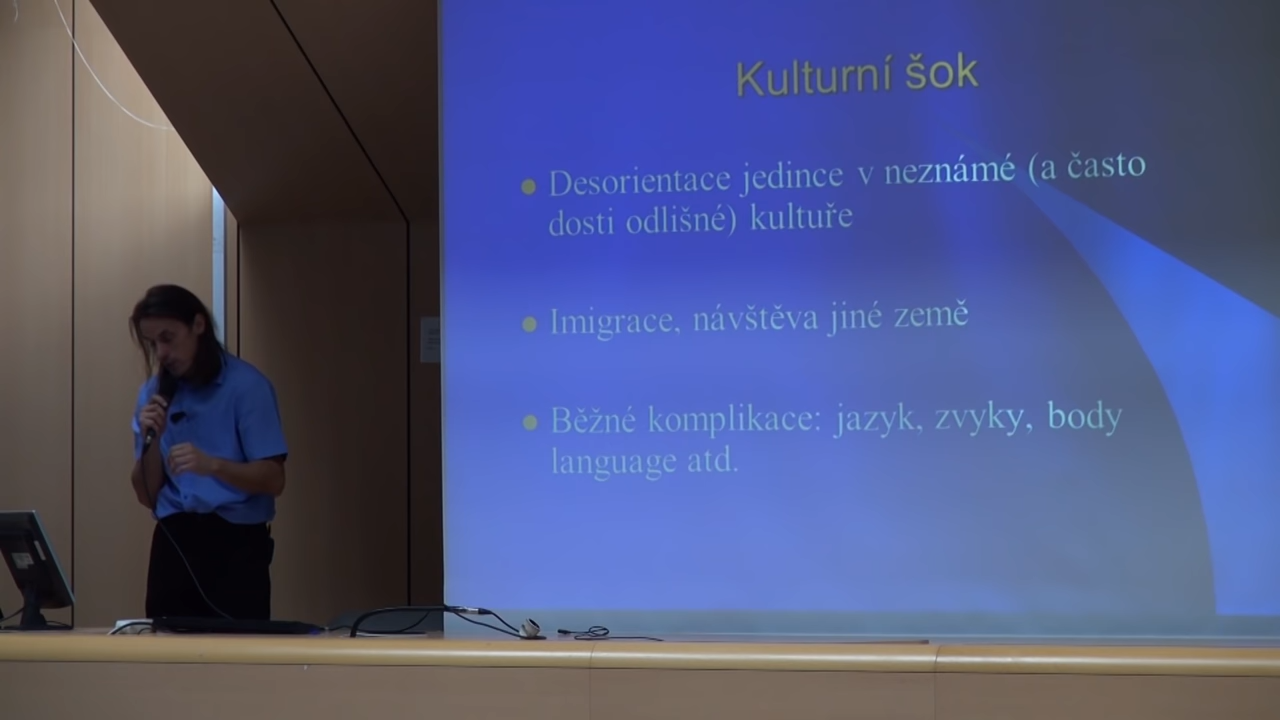 Kulturní šok
Desorientace jedince v neznámé (a často
dosti odlišné) kultuře
Imigrace, návštěva jiné země
Běžné komplikace: jazyk, zvyky, body
language atd.